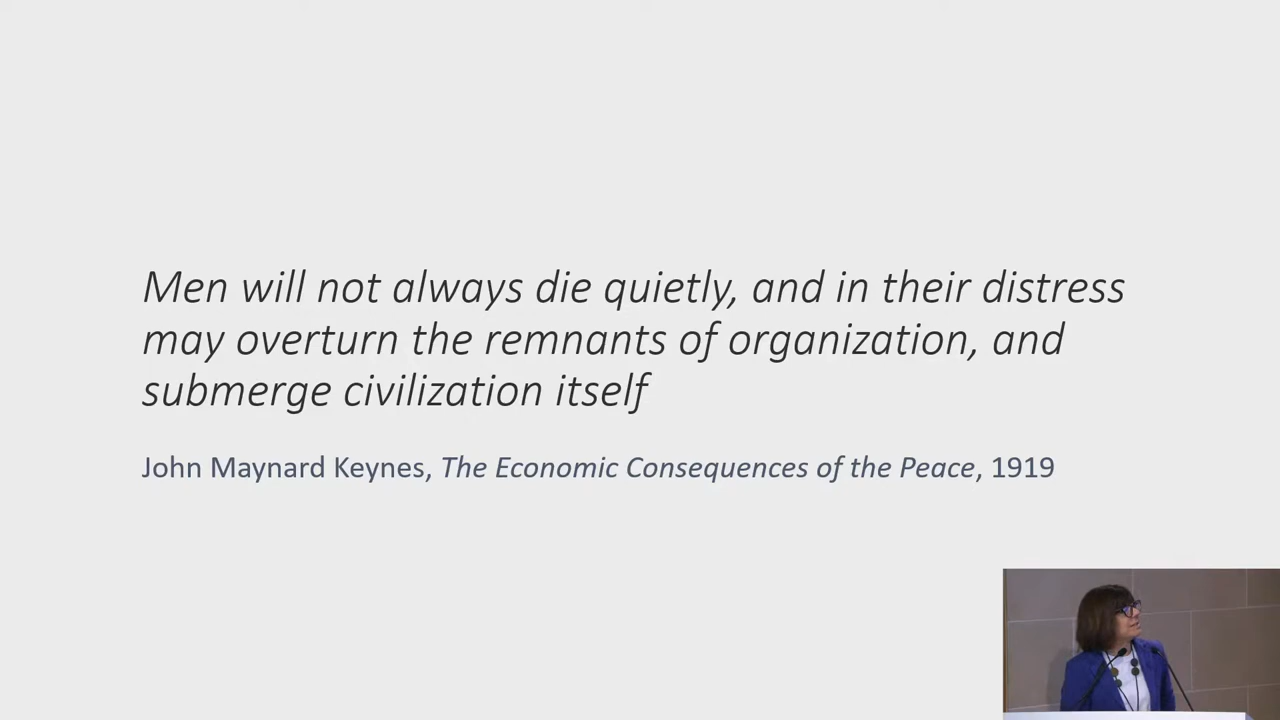 Men will not always die quietly, and in their distress
may overturn the remnants of organization, and
submerge civilization itself
John Maynard Keynes, The Economic Consequences of the Peace, 1919